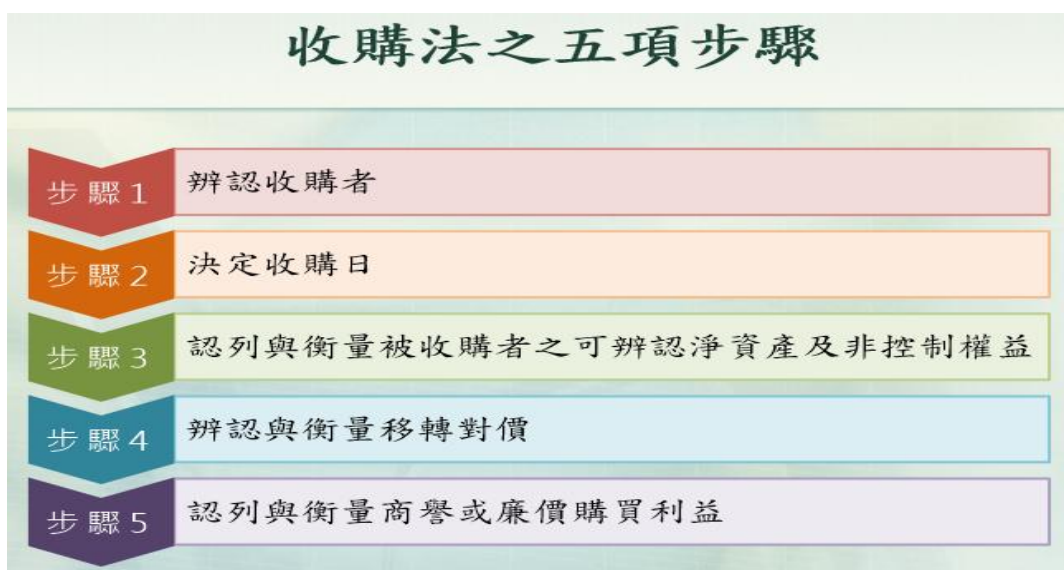 收購法之五項步驟
步驟1 辨認收購者
步驟2 決定收購日
步驟3 認列與衡量被收購者之可辨認淨資產及非控制權益
步驟4 辨認與衡量移轉對價
步驟5 認列與衡量商譽或廉價購買利益